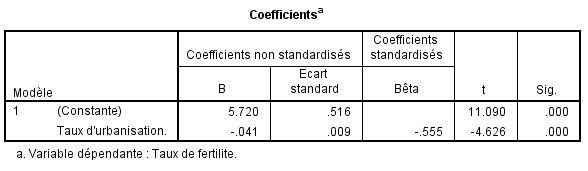 Coefficientsa
Coefficients non standardisés Coefficients standardisés
Modèle B Ecart standard Bêta t Sig.
1 (Constante) 5.720 .516 11.090 .000
Taux d'urbanisation. -.041 .009 -.555 -4.626 .000
a. Variable dépendante : Taux de fertilite.